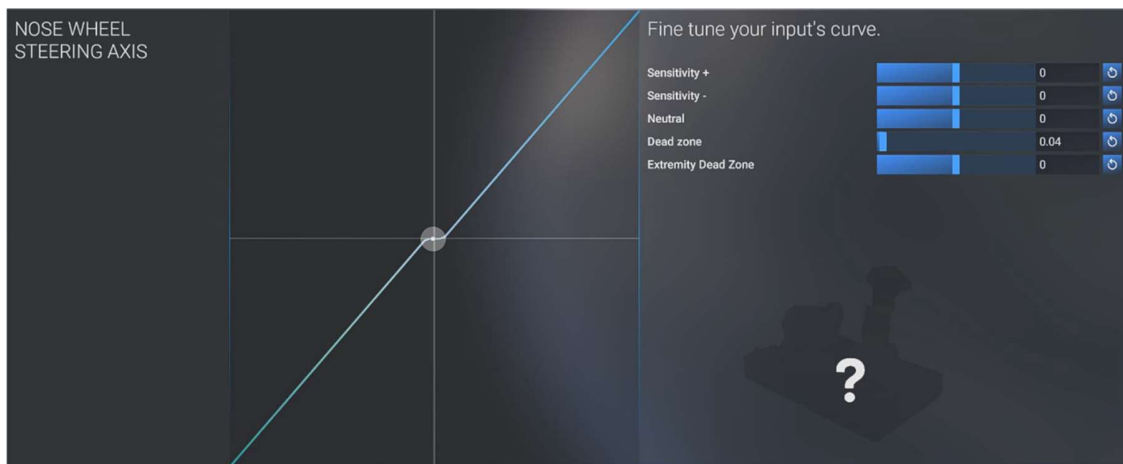 NOSE WHEEL
STEERING AXIS
Fine tune your input's curve.
Sensitivity + 0
Sensitivity - 0
Neutral 0
Dead zone 0.04
Extremity Dead Zone 0
?